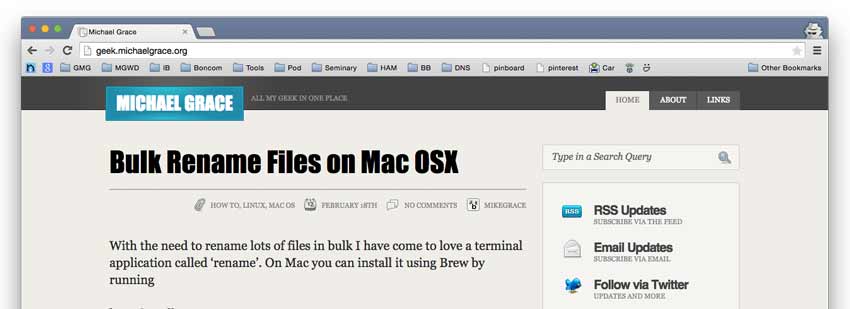 Michael Grace
geek.michaelgrace.org
GMG MGWD IB Boncom Tools Pod Seminary HAM BB DNS pinboard pinterest Car Other Bookmarks
MICHAEL GRACE
ALL MY GEEK IN ONE PLACE
HOME ABOUT LINKS
Bulk Rename Files on Mac OSX
HOW TO, LINUX, MAC OS FEBRUARY 18TH NO COMMENTS MIKEGRACE
With the need to rename lots of files in bulk I have come to love a terminal
application called ‘rename’. On Mac you can install it using Brew by
running
Type in a Search Query
RSS
RSS Updates
SUBSCRIBE VIA THE FEED
Email Updates
SUBSCRIBE VIA EMAIL
Follow via Twitter
UPDATES AND MORE